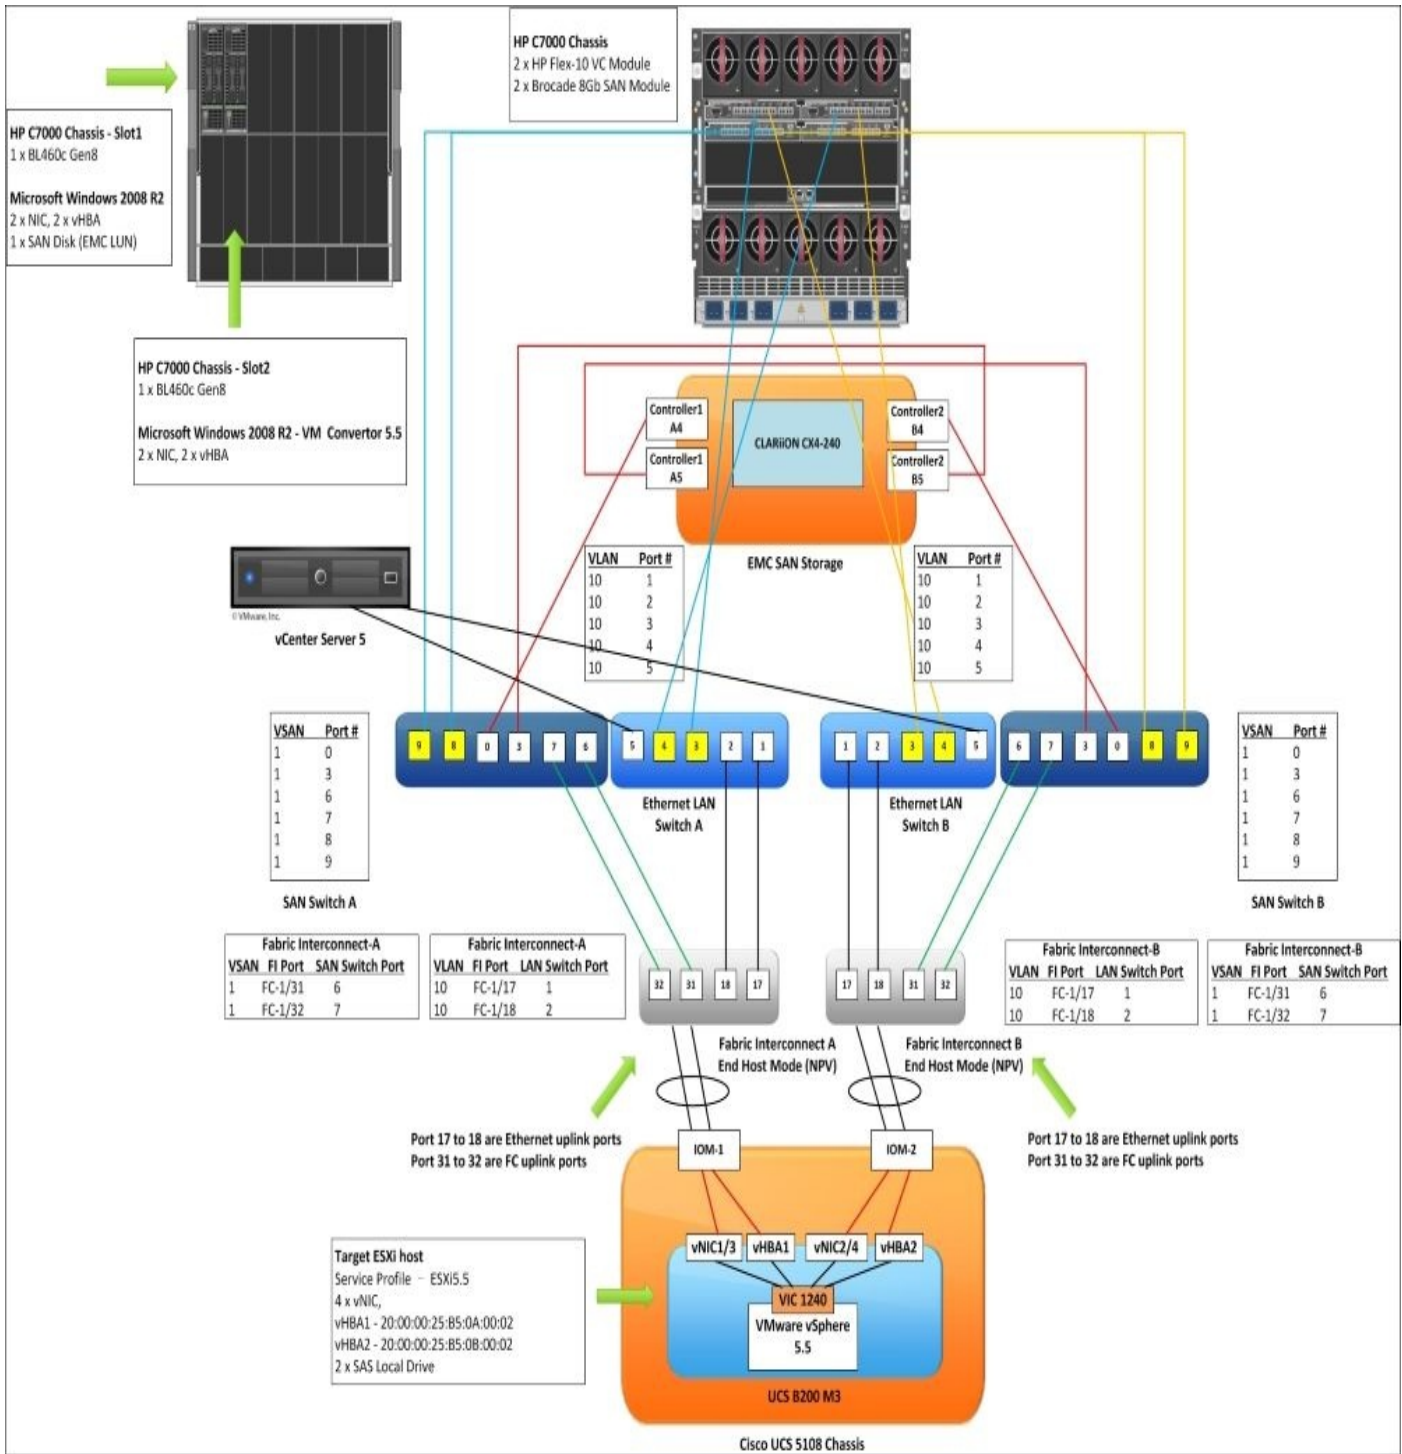 HP C7000 Chassis
2 x HP Flex-10 VC Module
2 x Brocade 8Gb SAN Module
HP C7000 Chassis - Slot1
1 x BL460c Gen8
Microsoft Windows 2008 R2
2 x NIC, 2 x vHBA
1 x SAN Disk (EMC LUN)
HP C7000 Chassis - Slot2
1 x BL460c Gen8
Microsoft Windows 2008 R2 - VM Convertor 5.5
2 x NIC, 2 x vHBA
Controller1
A4
Controller1
A5
CLARiiON CX4-240
Controller2
B4
Controller2
B5
EMC SAN Storage
© VMware, Inc.
vCenter Server 5
VLAN Port #
10 1
10 2
10 3
10 4
10 5
VLAN Port #
10 1
10 2
10 3
10 4
10 5
VSAN Port #
1 0
1 3
1 6
1 7
1 8
1 9
SAN Switch A
9 8 0 3 7 6
5 4 3 2 1
Ethernet LAN
Switch A
1 2 3 4 5
Ethernet LAN
Switch B
6 7 3 0 8 9
VSAN Port #
1 0
1 3
1 6
1 7
1 8
1 9
SAN Switch B
Fabric Interconnect-A
VSAN FI Port SAN Switch Port
1 FC-1/31 6
1 FC-1/32 7
Fabric Interconnect-A
VLAN FI Port LAN Switch Port
10 FC-1/17 1
10 FC-1/18 2
32 31 18 17
17 18 31 32
Fabric Interconnect-B
VLAN FI Port LAN Switch Port
10 FC-1/17 1
10 FC-1/18 2
Fabric Interconnect-B
VSAN FI Port SAN Switch Port
1 FC-1/31 6
1 FC-1/32 7
Fabric Interconnect A
End Host Mode (NPV)
Fabric Interconnect B
End Host Mode (NPV)
Port 17 to 18 are Ethernet uplink ports
Port 31 to 32 are FC uplink ports
Port 17 to 18 are Ethernet uplink ports
Port 31 to 32 are FC uplink ports
IOM-1
IOM-2
vNIC1/3 vHBA1 vNIC2/4 vHBA2
VIC 1240
VMware vSphere
5.5
UCS B200 M3
Cisco UCS 5108 Chassis
Target ESXi host
Service Profile – ESXi5.5
4 x vNIC,
vHBA1 - 20:00:00:25:B5:0A:00:02
vHBA2 - 20:00:00:25:B5:0B:00:02
2 x SAS Local Drive